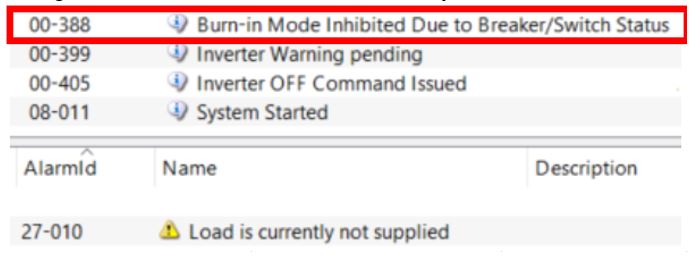 00-388 Burn-in Mode Inhibited Due to Breaker/Switch Status
00-399 Inverter Warning pending
00-405 Inverter OFF Command Issued
08-011 System Started
AlarmId Name Description
27-010 Load is currently not supplied